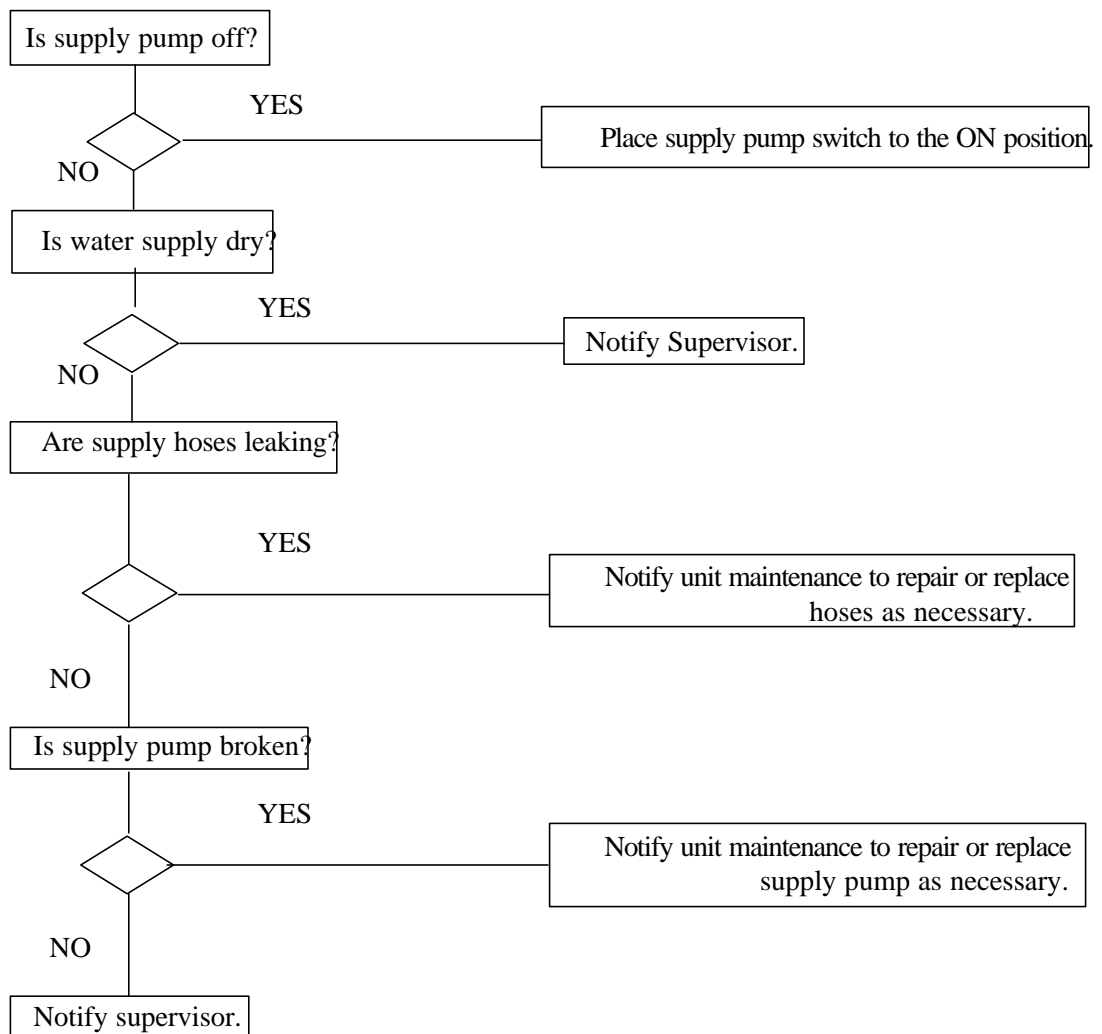 Is supply pump off?
YES
Place supply pump switch to the ON position.
NO
Is water supply dry?
YES
Notify Supervisor.
NO
Are supply hoses leaking?
YES
Notify unit maintenance to repair or replace
hoses as necessary.
NO
Is supply pump broken?
YES
Notify unit maintenance to repair or replace
supply pump as necessary.
NO
Notify supervisor.